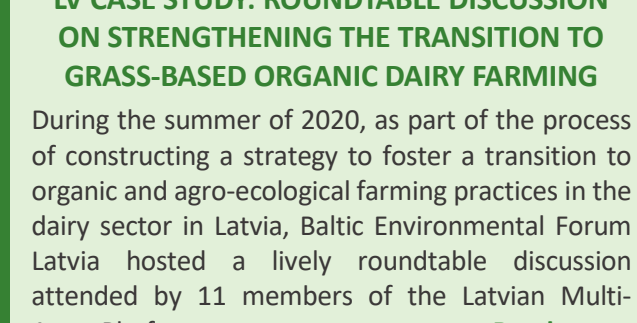 LV CASE STUDY: ROUNDTABLE DISCUSSION
ON STRENGTHENING THE TRANSITION TO
GRASS-BASED ORGANIC DAIRY FARMING
During the summer of 2020, as part of the process
of constructing a strategy to foster a transition to
organic and agro-ecological farming practices in the
dairy sector in Latvia, Baltic Environmental Forum
Latvia hosted a lively roundtable discussion
attended by 11 members of the Latvian Multi-